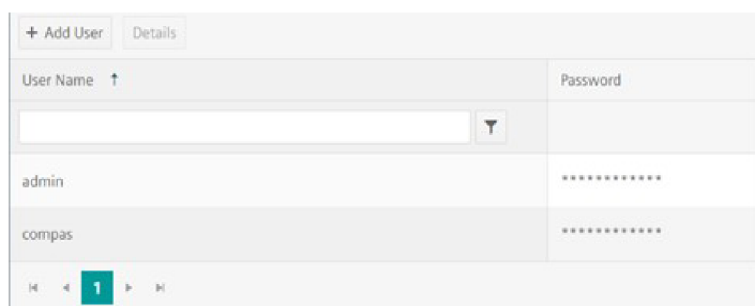 + Add User Details
User Name ↑ Password
admin ************
compas ************
1